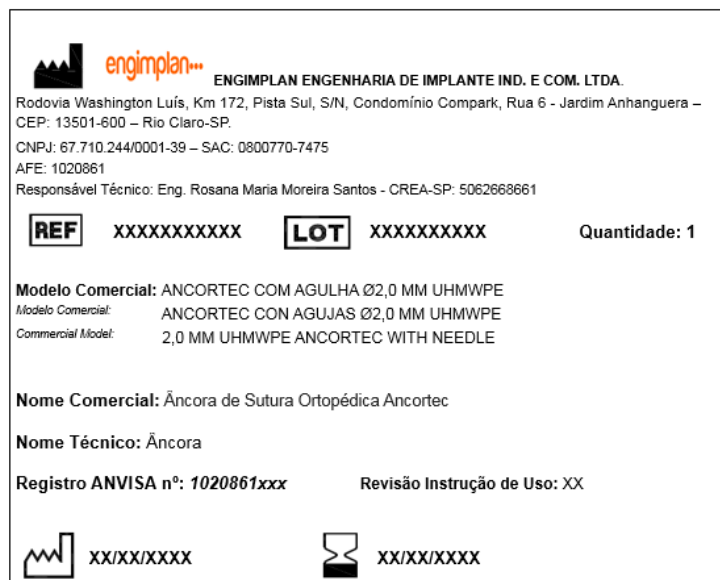 engimplan
ENGIMPLAN ENGENHARIA DE IMPLANTE IND. E COM. LTDA.
Rodovia Washington Luís, Km 172, Pista Sul, S/N, Condomínio Compark, Rua 6 - Jardim Anhanguera –
CEP: 13501-600 – Rio Claro-SP.
CNPJ: 67.710.244/0001-39 – SAC: 0800770-7475
AFE: 1020861
Responsável Técnico: Eng. Rosana Maria Moreira Santos - CREA-SP: 5062668661
REF XXXXXXXXXXX LOT XXXXXXXXXX Quantidade: 1
Modelo Comercial: ANCORTEC COM AGULHA Ø2,0 MM UHMWPE
Modelo Comercial: ANCORTEC CON AGUJAS Ø2,0 MM UHMWPE
Commercial Model: 2,0 MM UHMWPE ANCORTEC WITH NEEDLE
Nome Comercial: Âncora de Sutura Ortopédica Ancortec
Nome Técnico: Âncora
Registro ANVISA nº: 1020861xxx Revisão Instrução de Uso: XX
XX/XX/XXXX XX/XX/XXXX